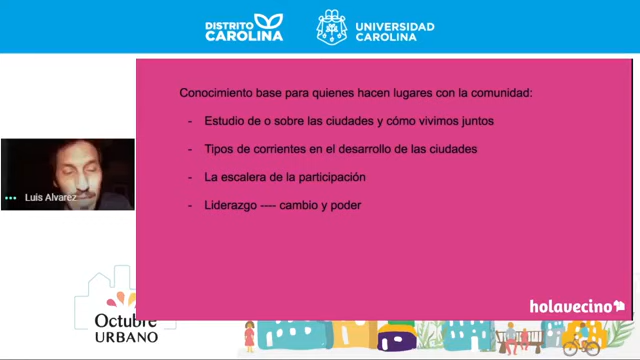 DISTRITO
CAROLINA
UNIVERSIDAD
CAROLINA
Conocimiento base para quienes hacen lugares con la comunidad:
- Estudio de o sobre las ciudades y cómo vivimos juntos
- Tipos de corrientes en el desarrollo de las ciudades
- La escalera de la participación
- Liderazgo ---- cambio y poder
Luis Alvarez
holavecino
Octubre
URBANO